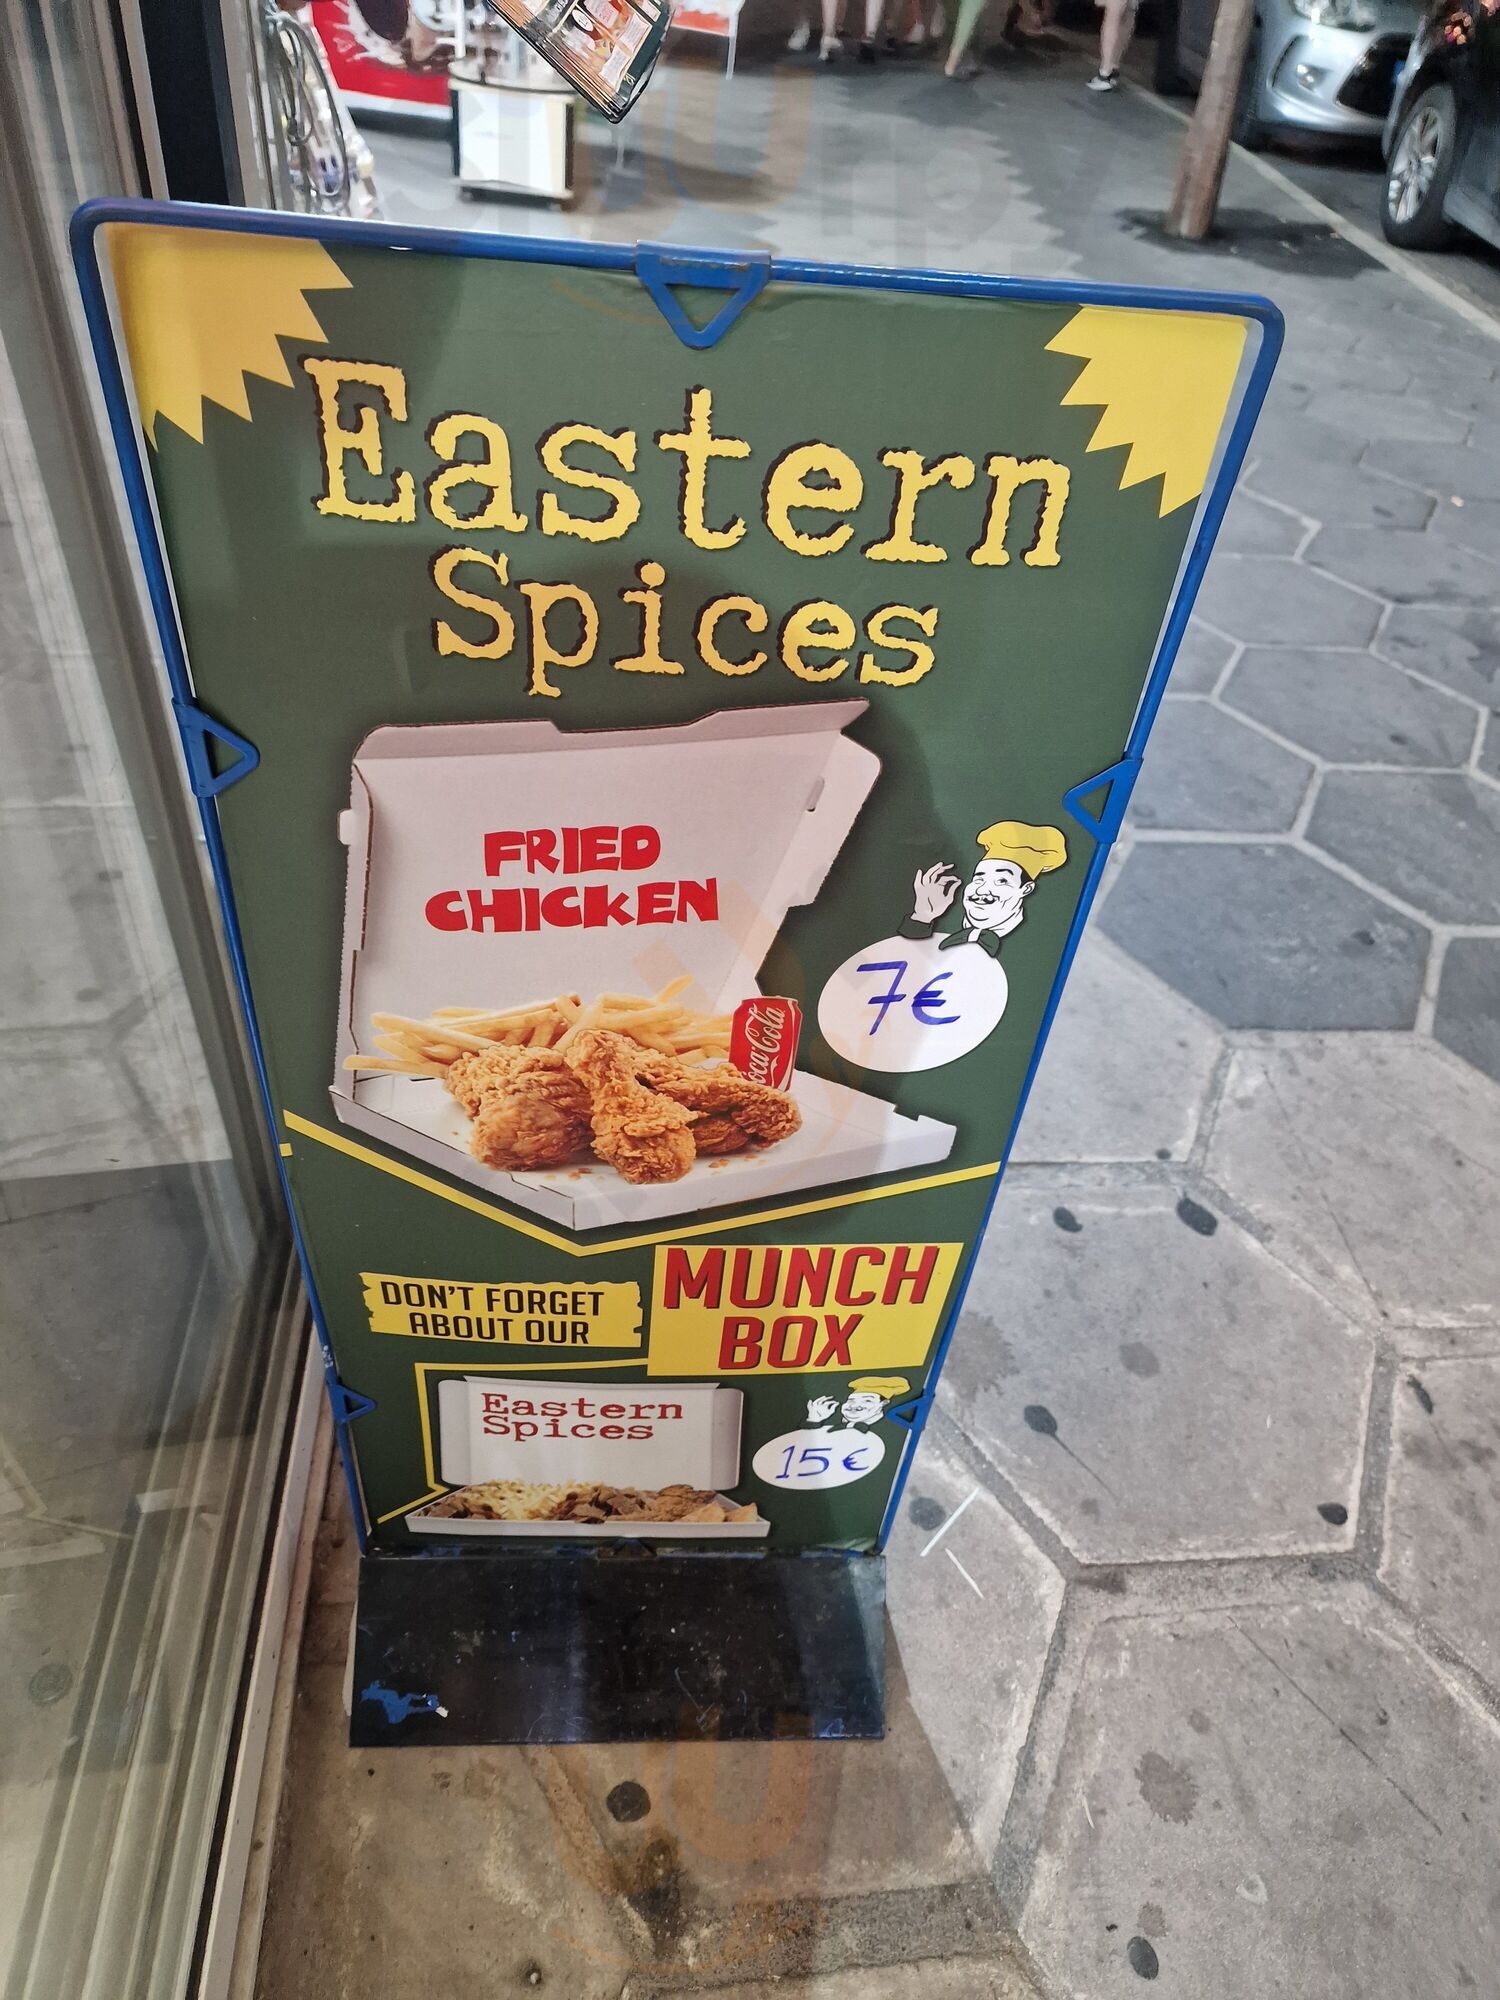 Eastern
Spices
FRIED
CHICKEN
Coca-Cola
7€
DON'T FORGET
ABOUT OUR
MUNCH
BOX
Eastern
Spices
15€